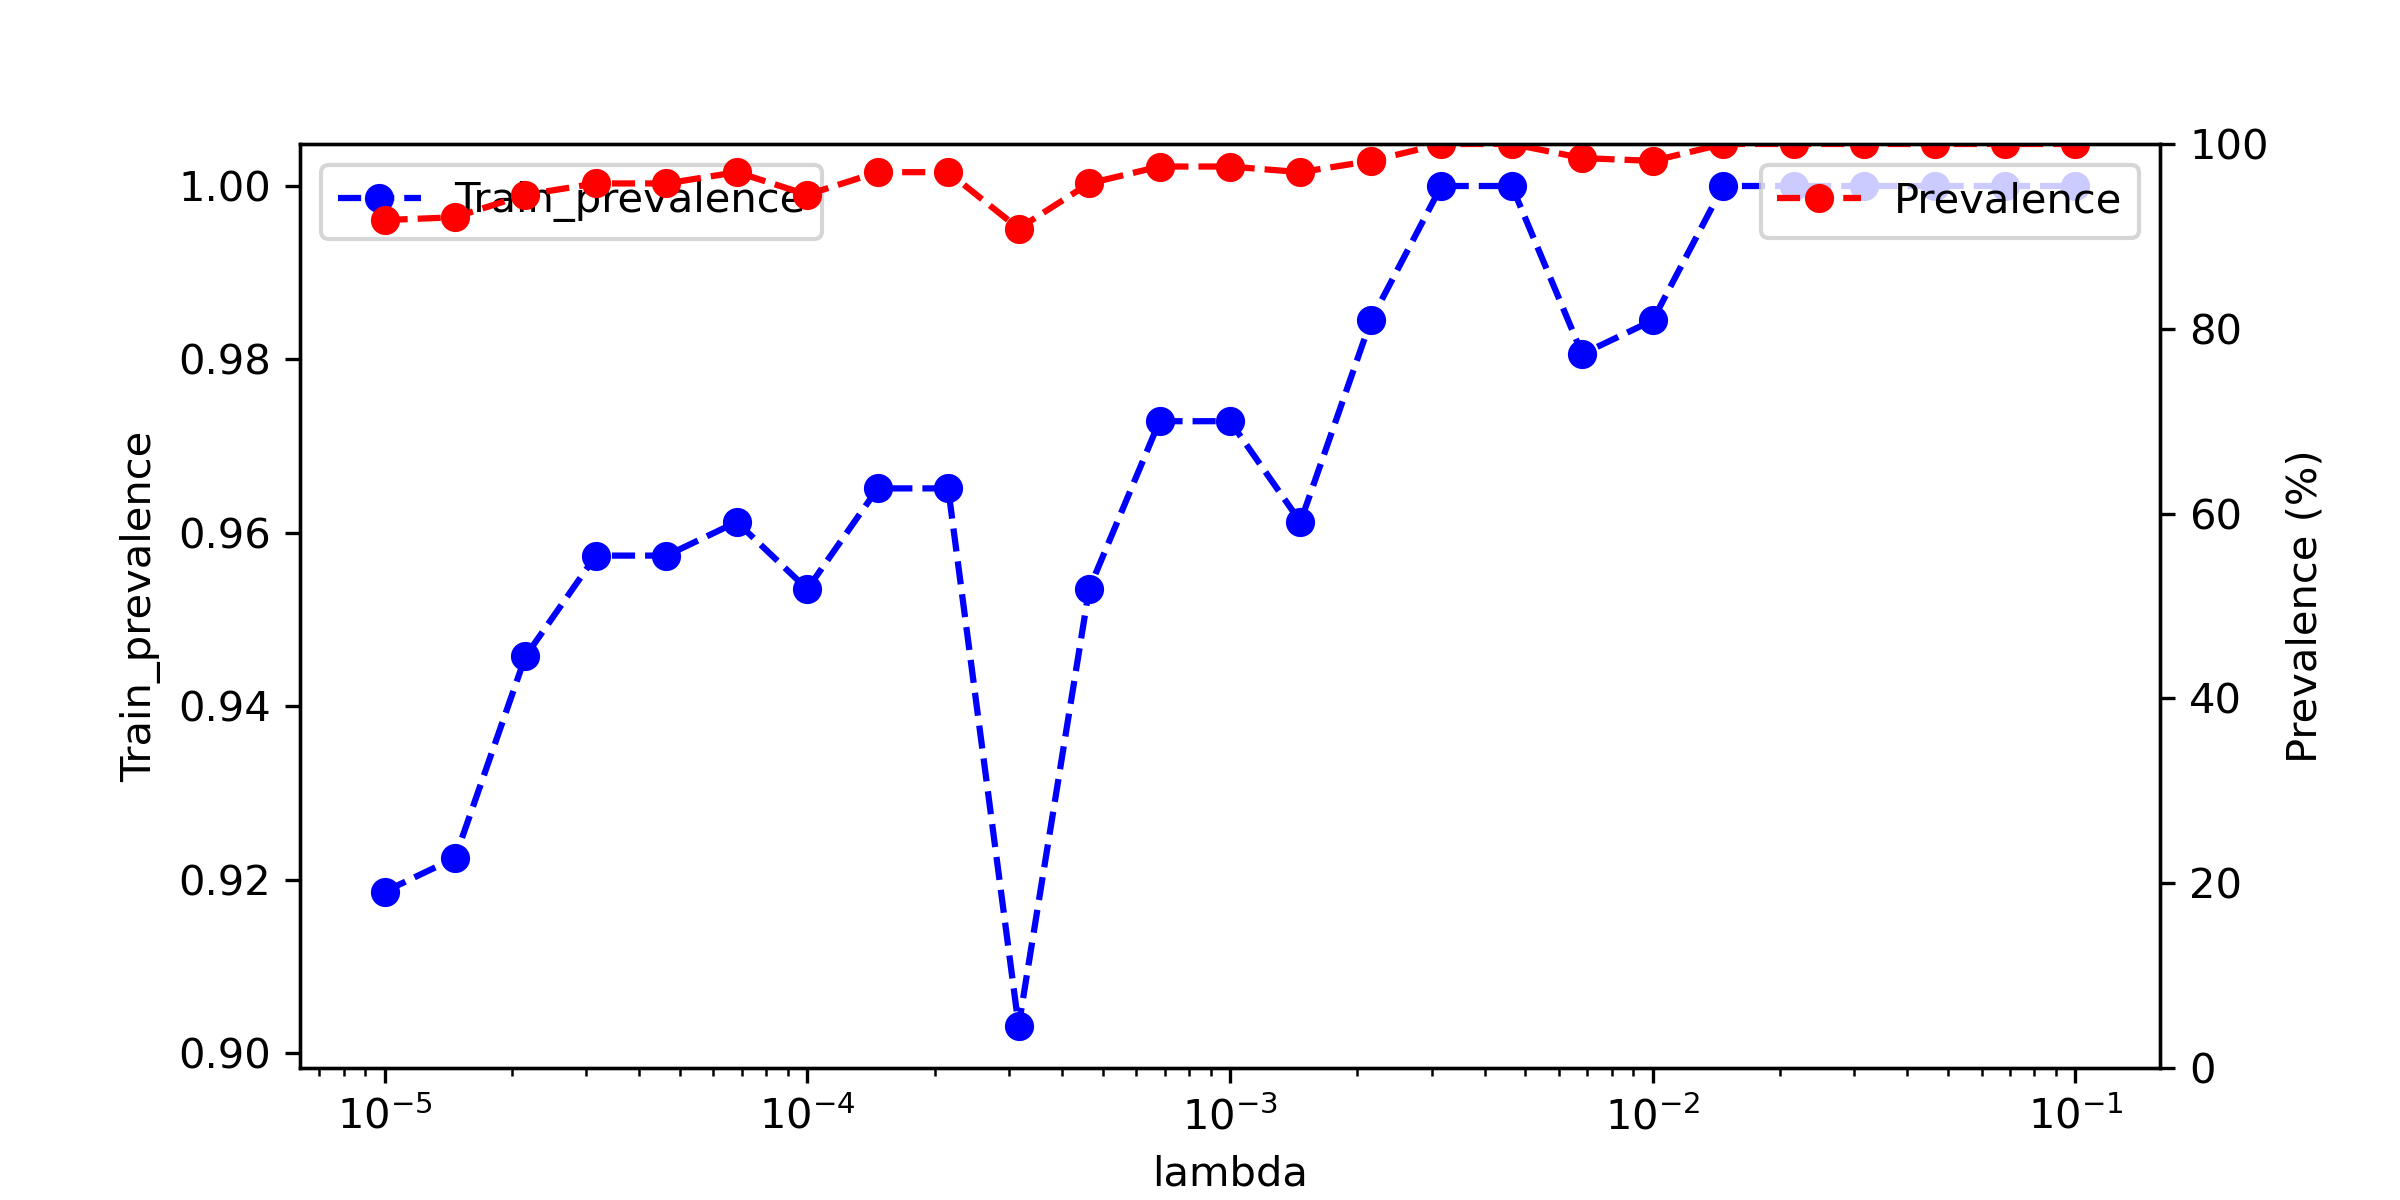 Train_prevalence
Prevalence
1.00
0.98
0.96
0.94
0.92
0.90
Train_prevalence
100
80
60
40
20
0
Prevalence (%)
10⁻⁵ 10⁻⁴ 10⁻³ 10⁻² 10⁻¹
lambda